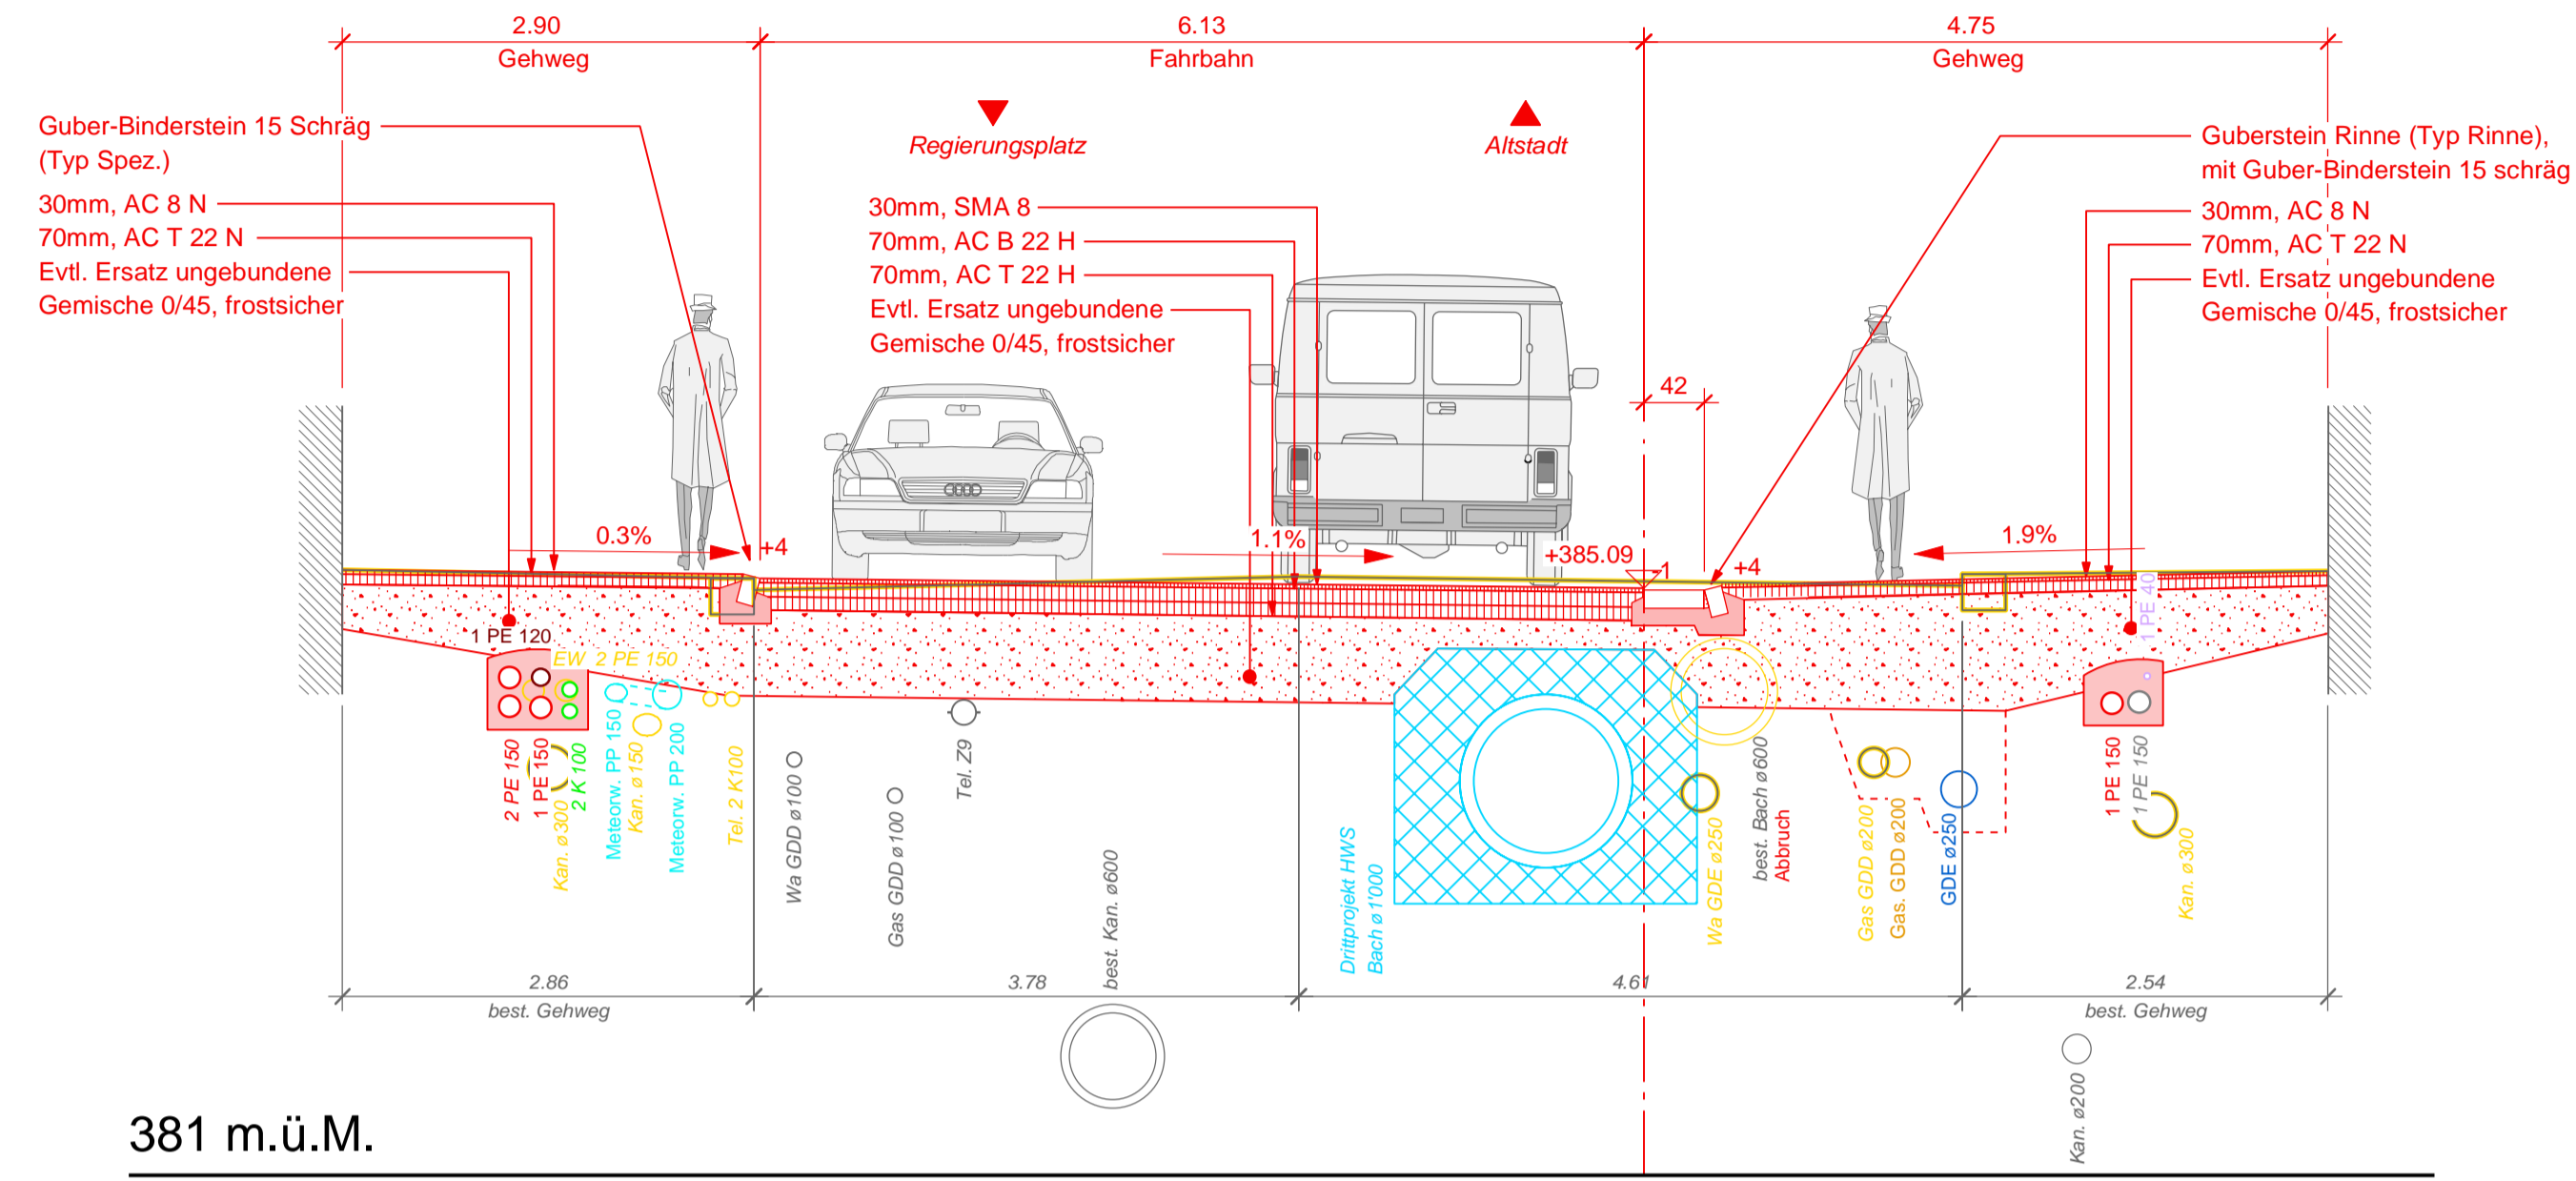 2.90
6.13
4.75
Gehweg
Fahrbahn
Gehweg
Guber-Binderstein 15 Schräg
(Typ Spez.)
30mm, AC 8 N
70mm, AC T 22 N
Evtl. Ersatz ungebundene
Gemische 0/45, frostsicher
Regierungsplatz
Altstadt
30mm, SMA 8
70mm, AC B 22 H
70mm, AC T 22 H
Evtl. Ersatz ungebundene
Gemische 0/45, frostsicher
Guberstein Rinne (Typ Rinne),
mit Guber-Binderstein 15 schräg
30mm, AC 8 N
70mm, AC T 22 N
Evtl. Ersatz ungebundene
Gemische 0/45, frostsicher
42
0.3%
+4
1.1%
+385.09
-1
+4
1.9%
1 PE 120
EW 2 PE 150
1 PE 40
2 PE 150
1 PE 150
Kan. ø300
2 K 100
Meteorw. PP 150
Kan. ø150
Meteorw. PP 200
Tel. 2 K100
Wa GDD ø100
Gas GDD ø100
Tel. Z9
best. Kan. ø600
Drittprojekt HWS
Bach ø1'000
Wa GDE ø250
best. Bach ø600
Abbruch
Gas GDD ø200
Gas. GDD ø200
GDE ø250
1 PE 150
1 PE 150
Kan. ø300
2.86
3.78
4.61
2.54
best. Gehweg
best. Gehweg
Kan. ø200
381 m.ü.M.